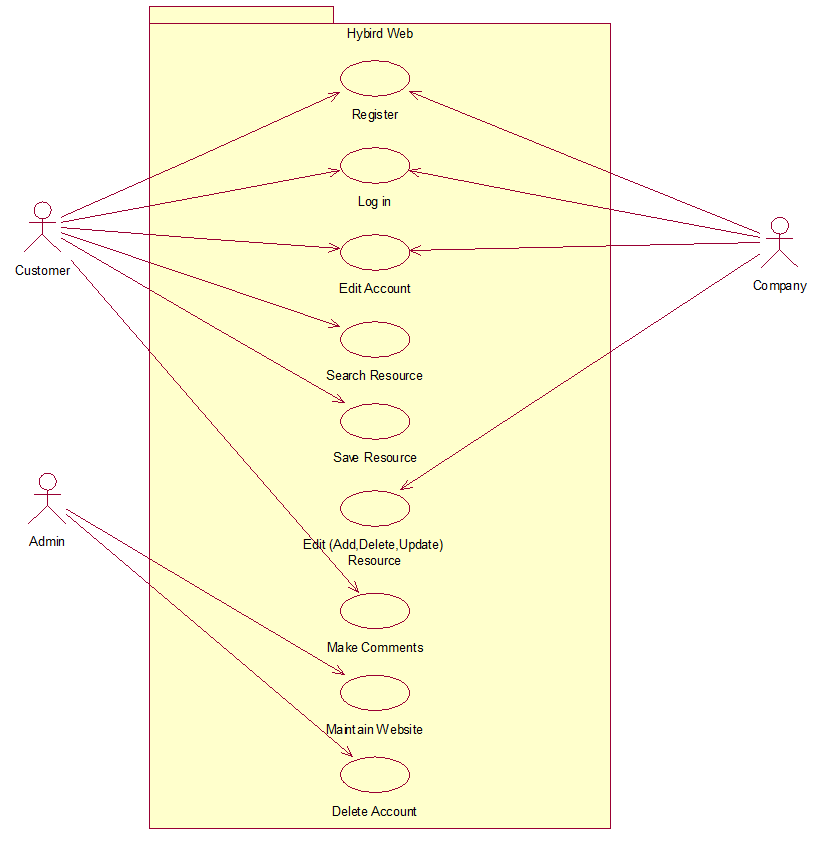 Hybird Web
Register
Log in
Customer
Company
Edit Account
Search Resource
Save Resource
Admin
Edit (Add,Delete,Update)
Resource
Make Comments
Maintain Website
Delete Account